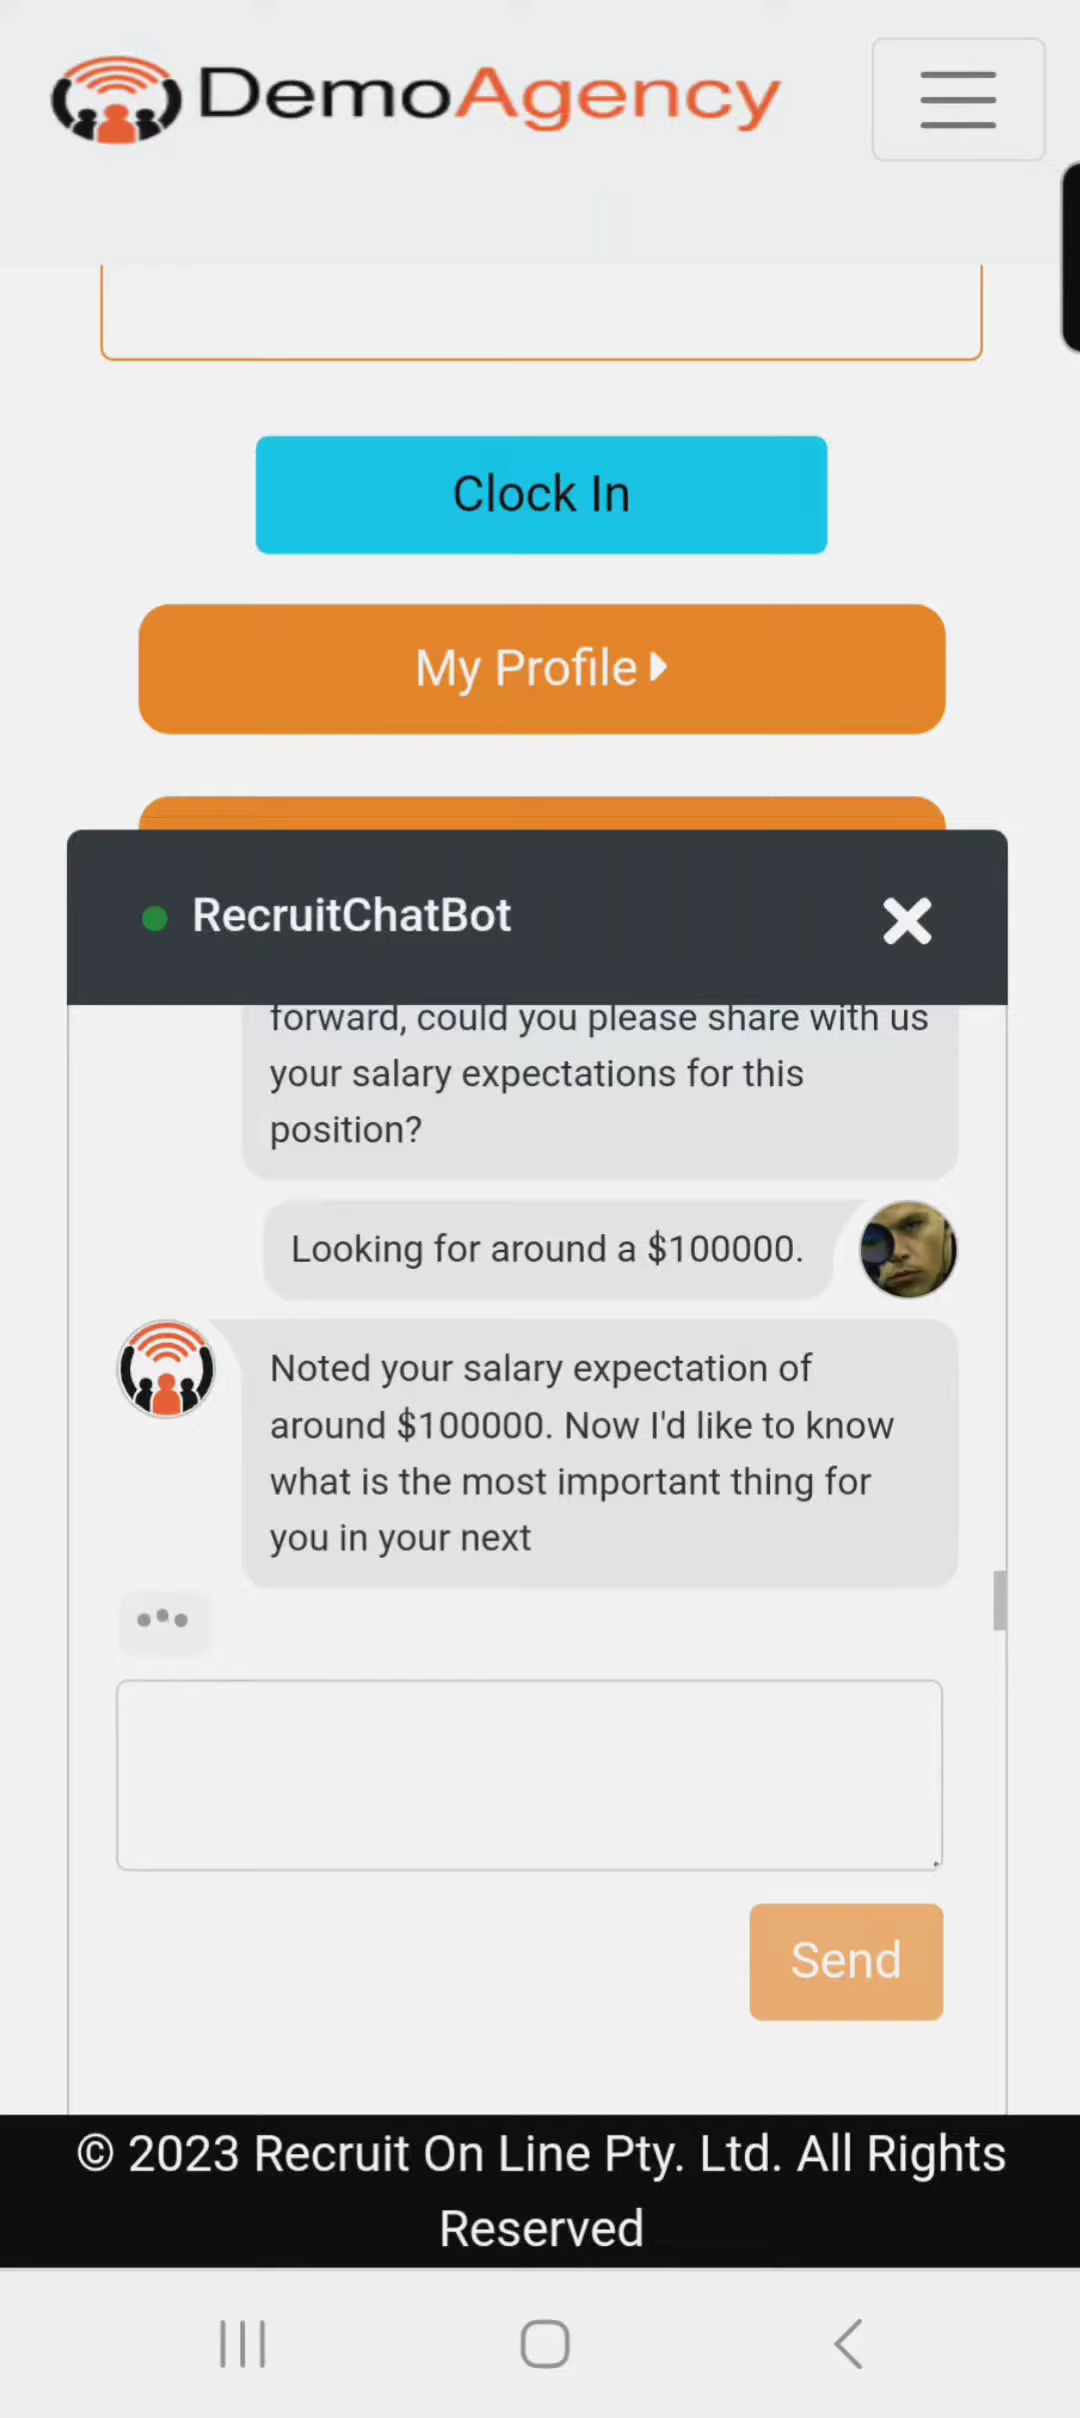 DemoAgency
Clock In
My Profile
RecruitChatBot
forward, could you please share with us
your salary expectations for this
position?
Looking for around a $100000.
Noted your salary expectation of
around $100000. Now I'd like to know
what is the most important thing for
you in your next
Send
© 2023 Recruit On Line Pty. Ltd. All Rights
Reserved